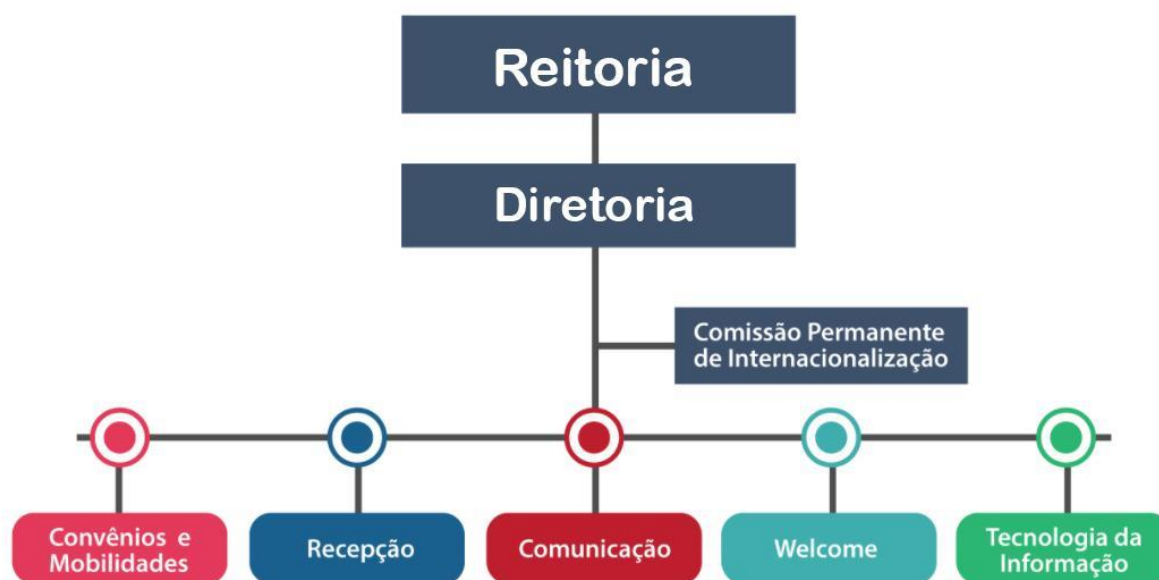 Reitoria
Diretoria
Comissão Permanente
de Internacionalização
Convênios e
Mobilidades
Recepção
Comunicação
Welcome
Tecnologia da
Informação